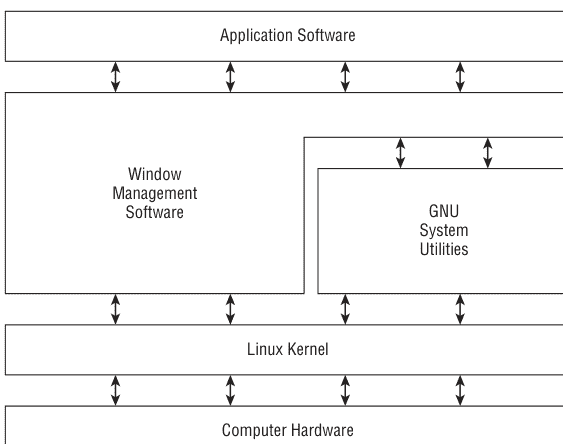 Application Software
Window
Management
Software
GNU
System
Utilities
Linux Kernel
Computer Hardware